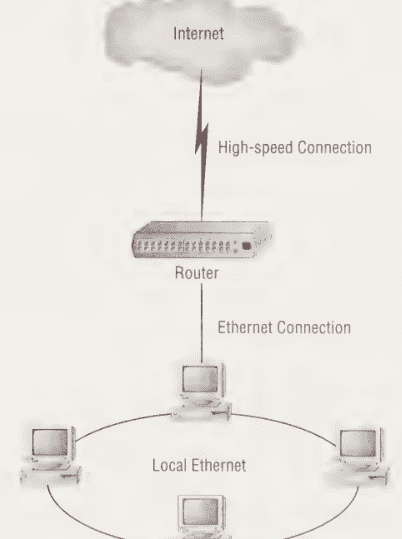 Internet
High-speed Connection
Router
Ethernet Connection
Local Ethernet